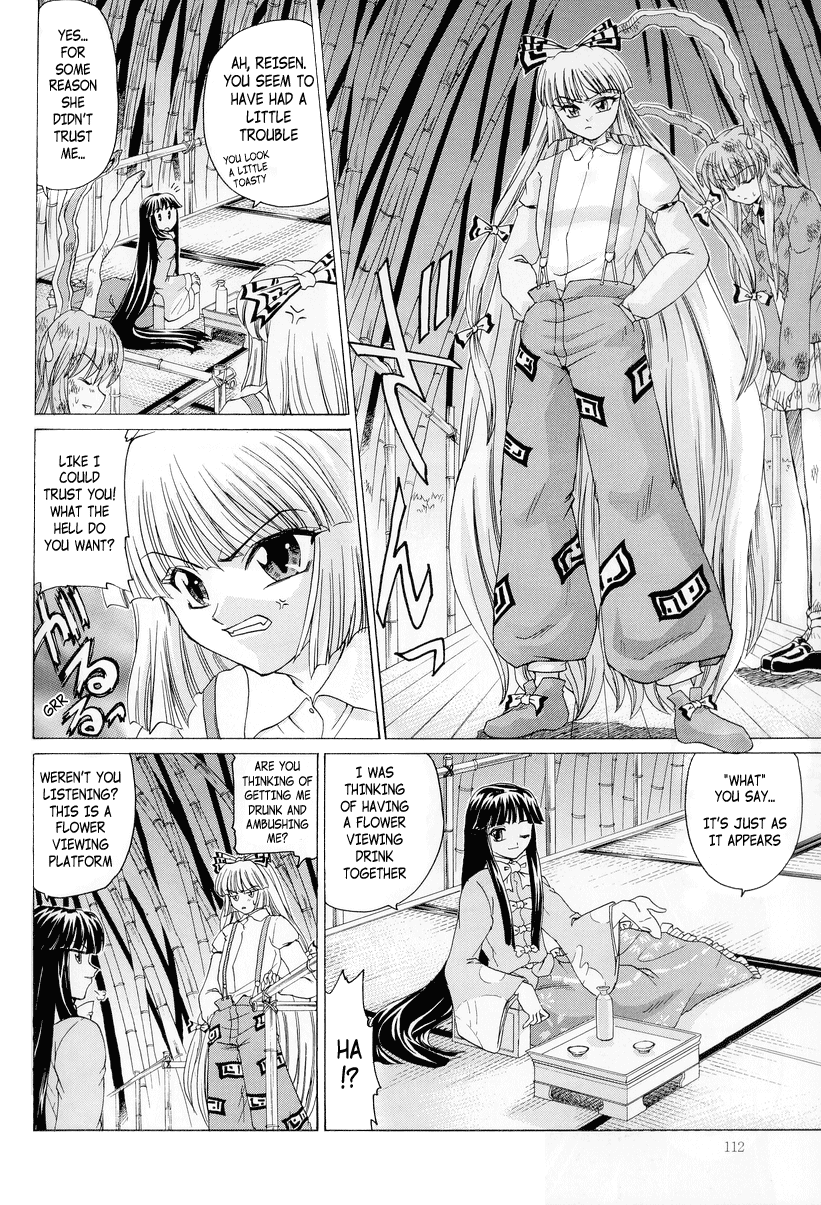 AH, REISEN.
YOU SEEM TO
HAVE HAD A
LITTLE
TROUBLE
YOU LOOK
A LITTLE
TOASTY
YES...
FOR
SOME
REASON
SHE
DIDN'T
TRUST
ME...
LIKE I
COULD
TRUST YOU!
WHAT THE
HELL DO
YOU WANT?
GRR
"WHAT"
YOU SAY...
IT'S JUST AS
IT APPEARS
I WAS
THINKING
OF HAVING
A FLOWER
VIEWING
DRINK
TOGETHER
HA
!?
ARE YOU
THINKING OF
GETTING ME
DRUNK AND
AMBUSHING
ME?
WEREN'T YOU
LISTENING?
THIS IS A
FLOWER
VIEWING
PLATFORM
112